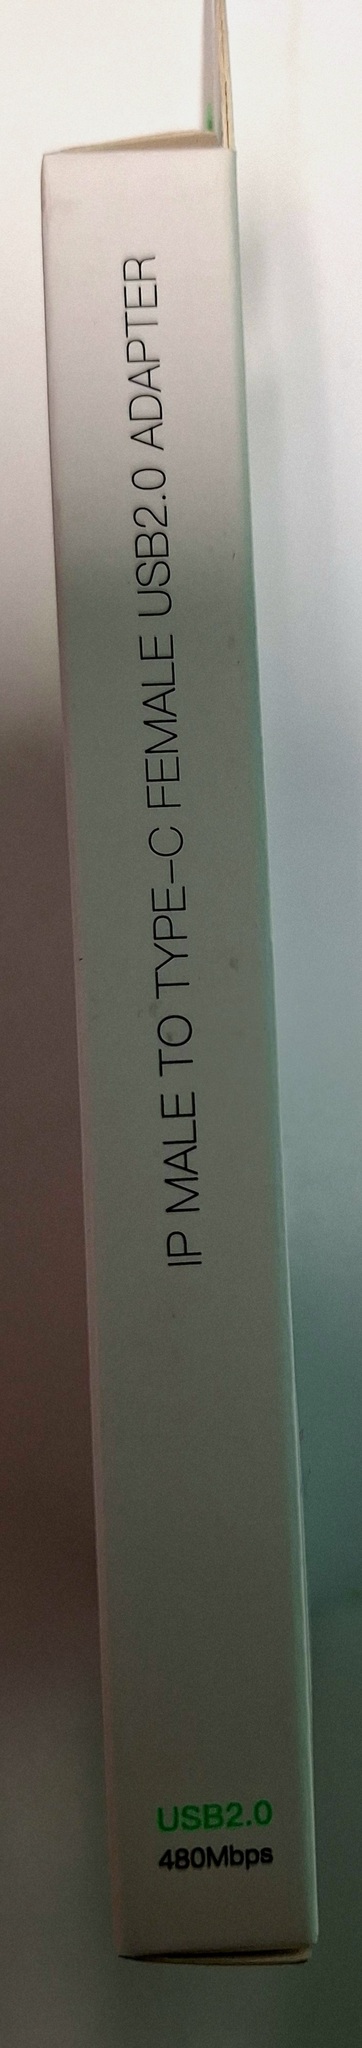 IP MALE TO TYPE-C FEMALE USB2.0 ADAPTER
USB2.0
480Mbps